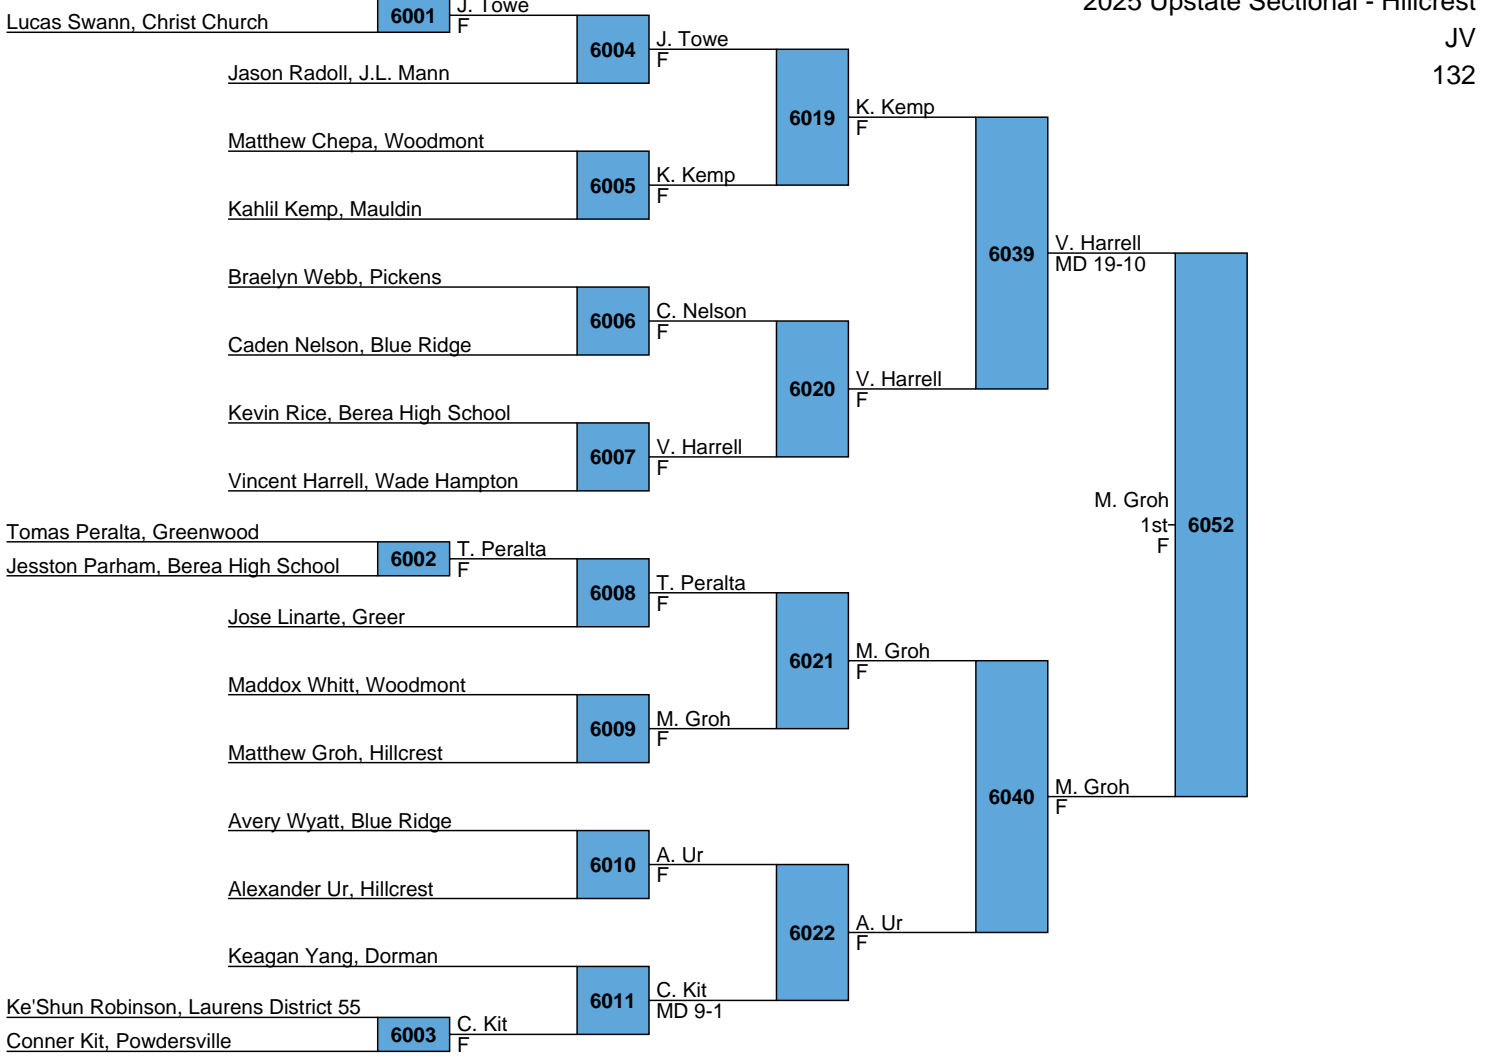 2025 Upstate Sectional - Hillcrest
JV
132
J. Towe
Lucas Swann, Christ Church
6001
F
J. Towe
6004
F
Jason Radoll, J.L. Mann
K. Kemp
6019
F
Matthew Chepa, Woodmont
K. Kemp
6005
F
Kahlil Kemp, Mauldin
V. Harrell
6039
MD 19-10
Braelyn Webb, Pickens
C. Nelson
6006
F
Caden Nelson, Blue Ridge
V. Harrell
6020
F
Kevin Rice, Berea High School
V. Harrell
6007
F
Vincent Harrell, Wade Hampton
M. Groh
1st
6052
F
Tomas Peralta, Greenwood
T. Peralta
6002
F
Jesston Parham, Berea High School
T. Peralta
6008
F
Jose Linarte, Greer
M. Groh
6021
F
Maddox Whitt, Woodmont
M. Groh
6009
F
Matthew Groh, Hillcrest
M. Groh
6040
F
Avery Wyatt, Blue Ridge
A. Ur
6010
F
Alexander Ur, Hillcrest
A. Ur
6022
F
Keagan Yang, Dorman
C. Kit
6011
MD 9-1
Ke'Shun Robinson, Laurens District 55
C. Kit
6003
F
Conner Kit, Powdersville